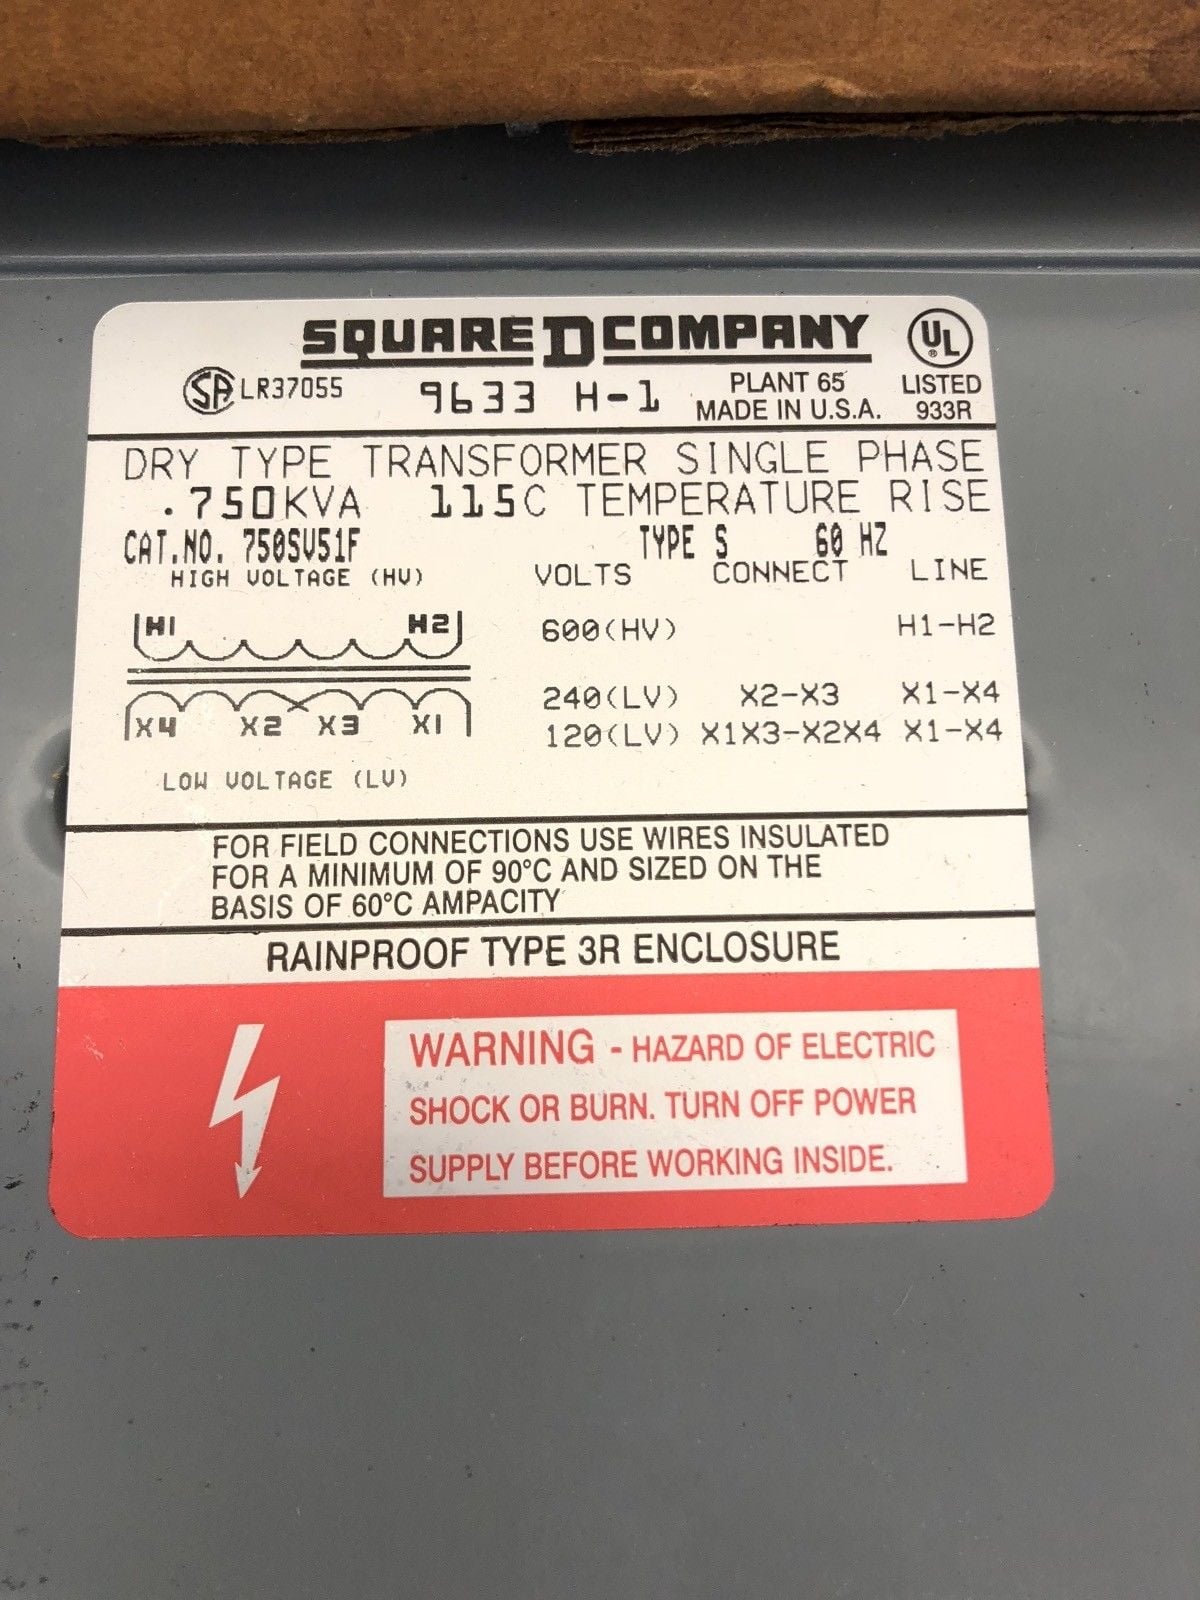 SQUARE D COMPANY
UL ®
SA LR37055
9633 H-1
PLANT 65
MADE IN U.S.A.
LISTED
933R
DRY TYPE TRANSFORMER SINGLE PHASE
.750KVA 115C TEMPERATURE RISE
CAT.NO. 750SV51F TYPE S 60 HZ
HIGH VOLTAGE (HV) VOLTS CONNECT LINE
H1 H2 600(HV) H1-H2
240(LV) X2-X3 X1-X4
X4 X2 X3 X1 120(LV) X1X3-X2X4 X1-X4
LOW VOLTAGE (LV)
FOR FIELD CONNECTIONS USE WIRES INSULATED
FOR A MINIMUM OF 90°C AND SIZED ON THE
BASIS OF 60°C AMPACITY
RAINPROOF TYPE 3R ENCLOSURE
WARNING - HAZARD OF ELECTRIC
SHOCK OR BURN. TURN OFF POWER
SUPPLY BEFORE WORKING INSIDE.